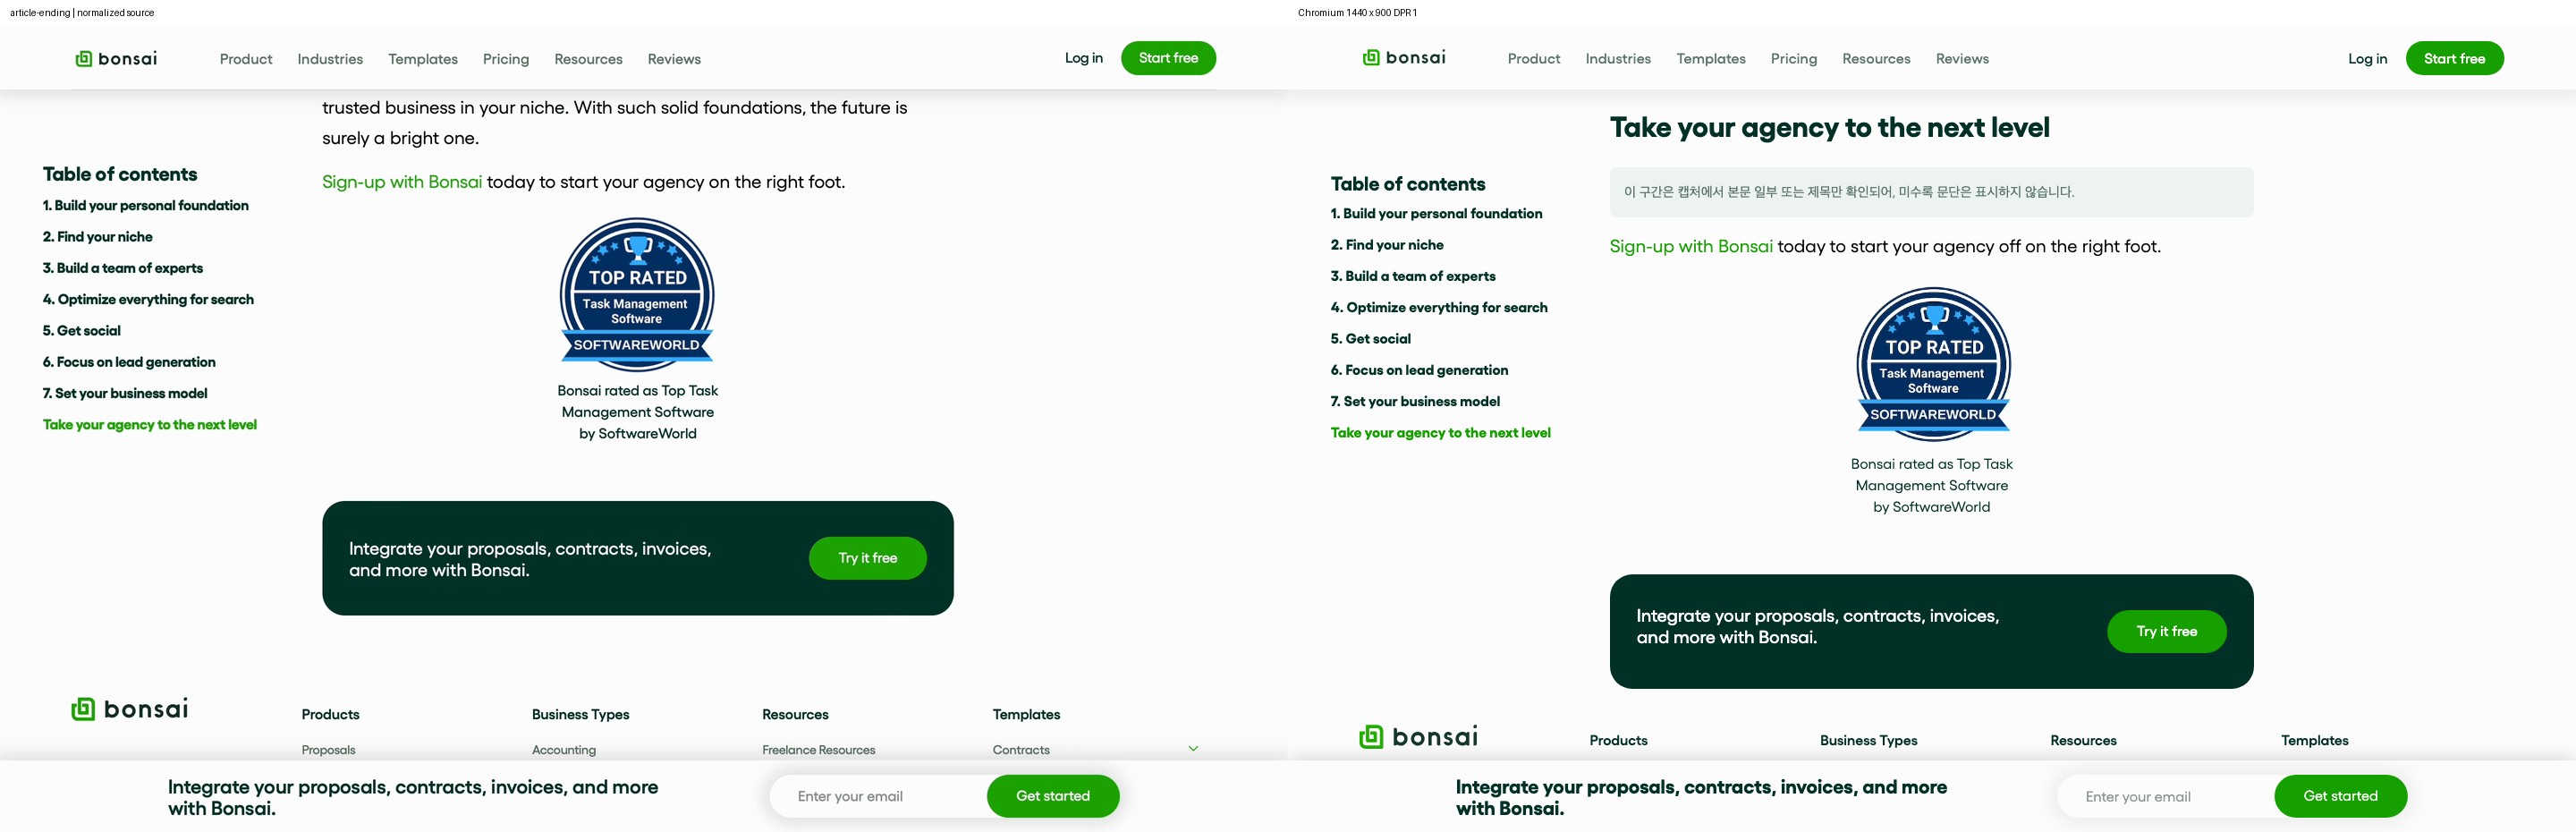 article-ending | normalized source
bonsai
Product Industries Templates Pricing Resources Reviews
Log in
Start free
trusted business in your niche. With such solid foundations, the future is
surely a bright one.
Sign-up with Bonsai today to start your agency on the right foot.
Table of contents
1. Build your personal foundation
2. Find your niche
3. Build a team of experts
4. Optimize everything for search
5. Get social
6. Focus on lead generation
7. Set your business model
Take your agency to the next level
TOP RATED
Task Management
Software
SOFTWAREWORLD
Bonsai rated as Top Task
Management Software
by SoftwareWorld
Integrate your proposals, contracts, invoices,
and more with Bonsai.
Try it free
bonsai
Products
Business Types
Resources
Templates
Proposals
Accounting
Freelance Resources
Contracts
Integrate your proposals, contracts, invoices, and more
with Bonsai.
Enter your email
Get started
Chromium 1440 x 900 DPR 1
bonsai
Product Industries Templates Pricing Resources Reviews
Log in
Start free
Take your agency to the next level
이 구간은 캡처에서 본문 일부 또는 제목만 확인되어, 미수록 문단은 표시하지 않습니다.
Sign-up with Bonsai today to start your agency off on the right foot.
Table of contents
1. Build your personal foundation
2. Find your niche
3. Build a team of experts
4. Optimize everything for search
5. Get social
6. Focus on lead generation
7. Set your business model
Take your agency to the next level
TOP RATED
Task Management
Software
SOFTWAREWORLD
Bonsai rated as Top Task
Management Software
by SoftwareWorld
Integrate your proposals, contracts, invoices,
and more with Bonsai.
Try it free
bonsai
Products
Business Types
Resources
Templates
Integrate your proposals, contracts, invoices, and more
with Bonsai.
Enter your email
Get started